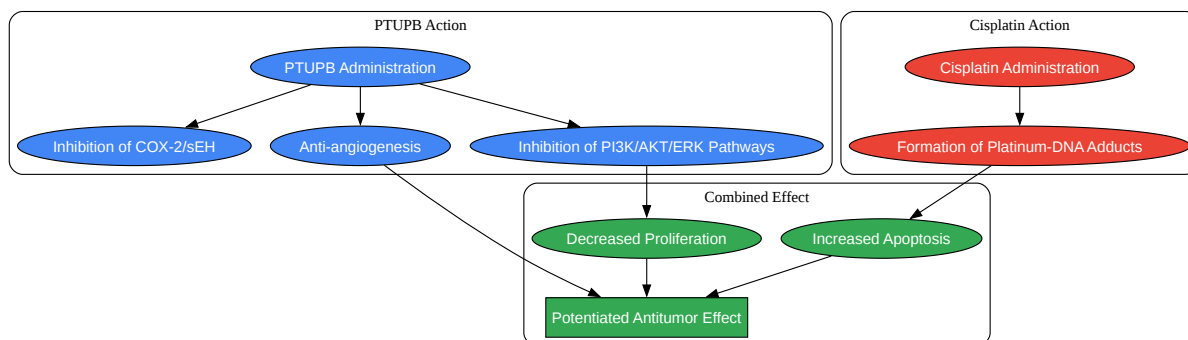 PTUPB Action
Cisplatin Action
PTUPB Administration
Cisplatin Administration
Inhibition of COX-2/sEH
Anti-angiogenesis
Inhibition of PI3K/AKT/ERK Pathways
Formation of Platinum-DNA Adducts
Combined Effect
Decreased Proliferation
Increased Apoptosis
Potentiated Antitumor Effect